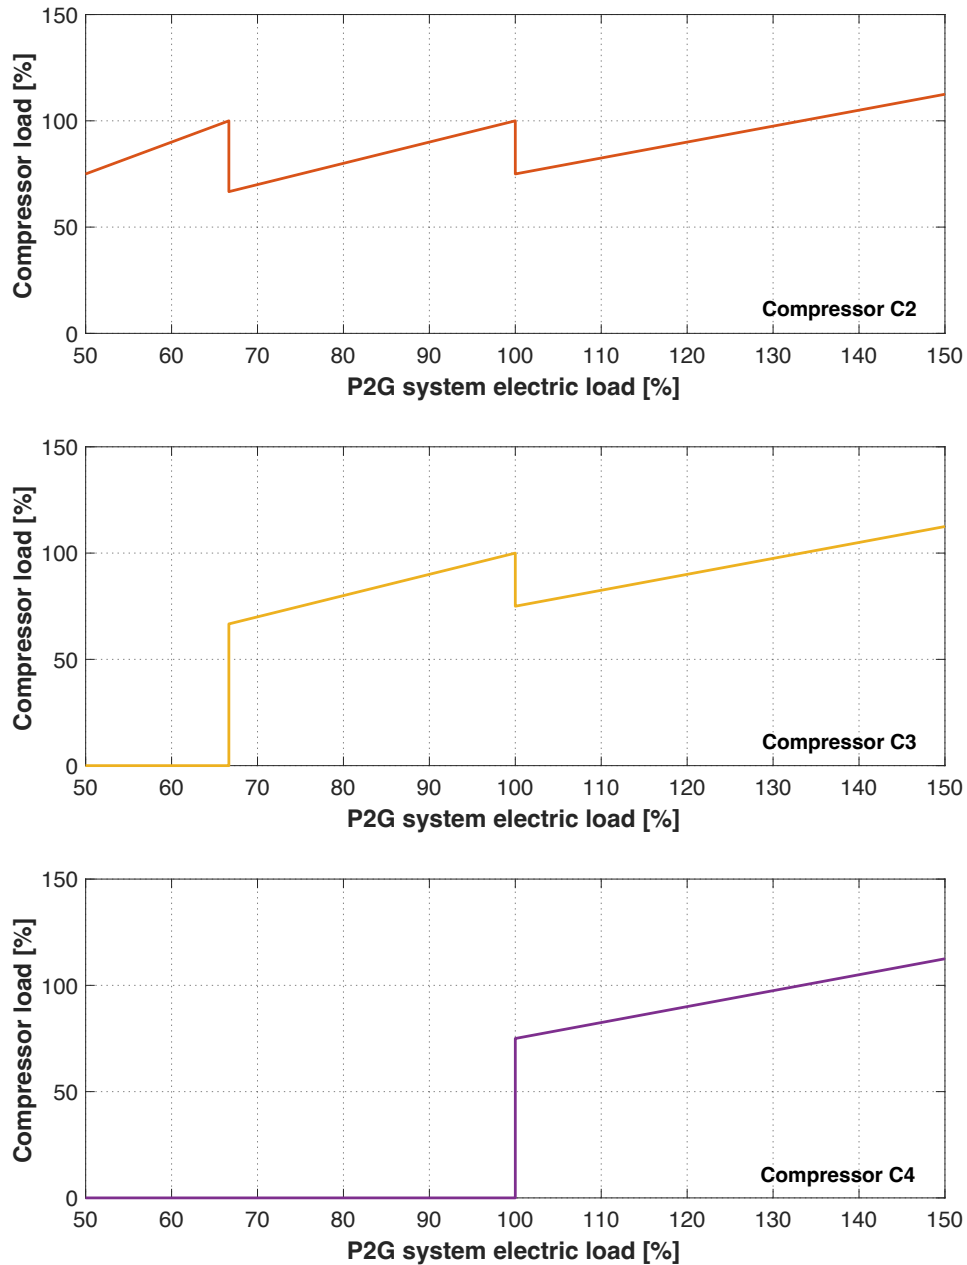 150
100
50
0
Compressor load [%]
Compressor C2
50 60 70 80 90 100 110 120 130 140 150
P2G system electric load [%]
150
100
50
0
Compressor load [%]
Compressor C3
50 60 70 80 90 100 110 120 130 140 150
P2G system electric load [%]
150
100
50
0
Compressor load [%]
Compressor C4
50 60 70 80 90 100 110 120 130 140 150
P2G system electric load [%]